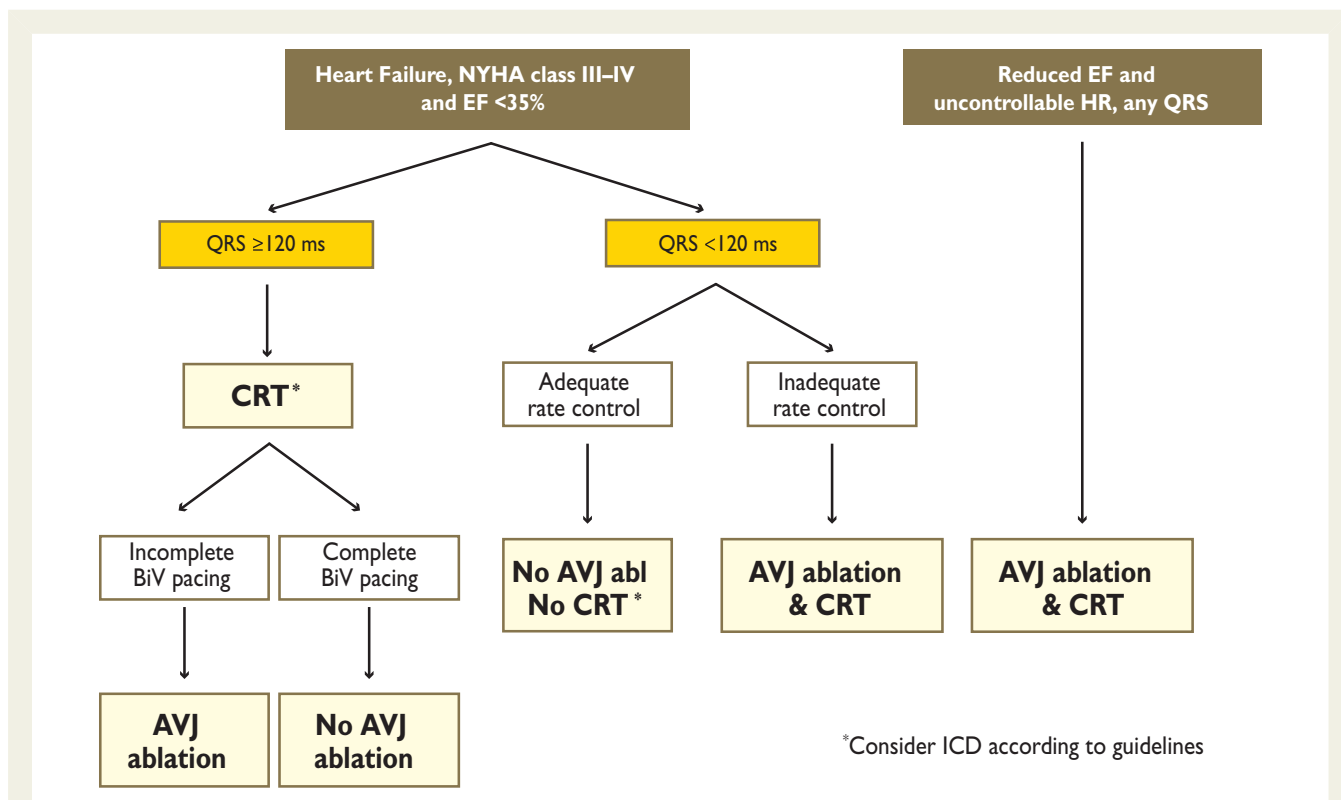 Heart Failure, NYHA class III–IV
and EF <35%
Reduced EF and
uncontrollable HR, any QRS
QRS ≥120 ms
QRS <120 ms
CRT*
Adequate
rate control
Inadequate
rate control
Incomplete
BiV pacing
Complete
BiV pacing
No AVJ abl
No CRT*
AVJ ablation
& CRT
AVJ ablation
& CRT
AVJ
ablation
No AVJ
ablation
*Consider ICD according to guidelines